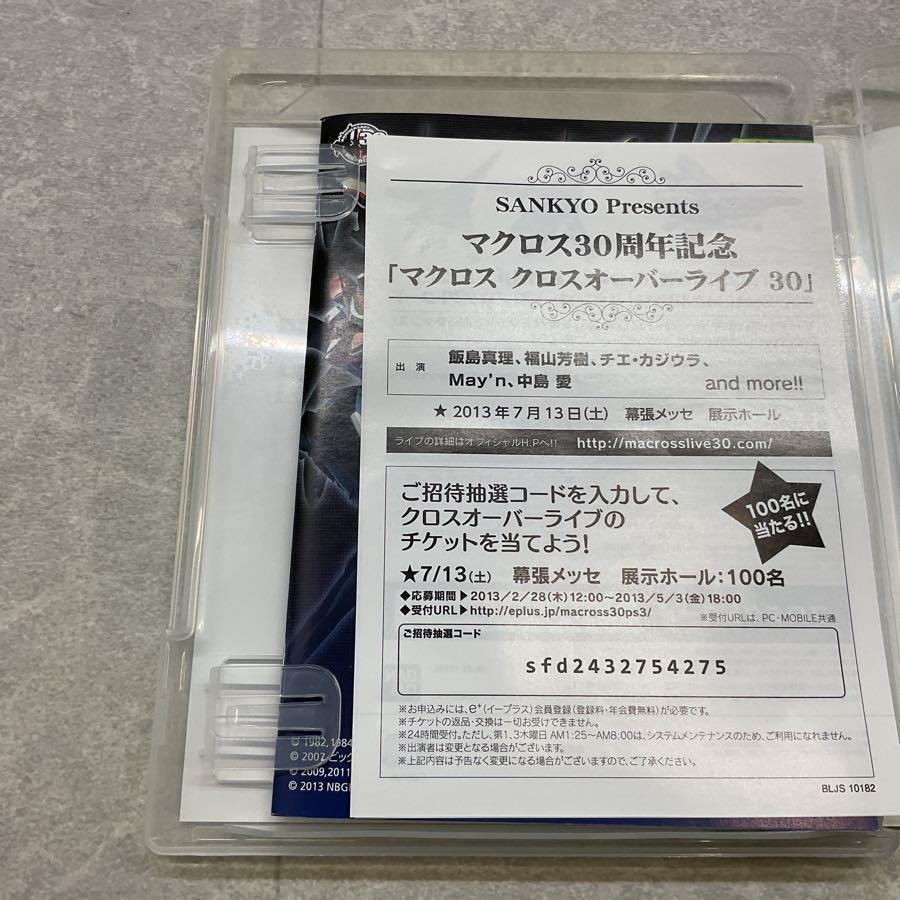 SANKYO Presents
マクロス30周年記念
「マクロス クロスオーバーライブ 30」
出演
飯島真理、福山芳樹、チエ・カジウラ、
May'n、中島 愛 and more!!
★ 2013年7月13日(土) 幕張メッセ 展示ホール
ライブの詳細はオフィシャルH.Pへ!! http://macrosslive30.com/
ご招待抽選コードを入力して、
クロスオーバーライブの
チケットを当てよう!
100名に
当たる!!
★7/13(土) 幕張メッセ 展示ホール:100名
◆応募期間▶2013/2/28(木)12:00~2013/5/3(金)18:00
◆受付URL▶http://eplus.jp/macross30ps3/
※受付URLは、PC・MOBILE共通
ご招待抽選コード
sfd2432754275
※お申込みには、e+(イープラス)会員登録(登録料・年会費無料)が必要です。
※チケットの返品・交換は一切お受けできません。
※24時間受付。ただし、第1、3木曜日 AM1:25~AM8:00は、システムメンテナンスのため、ご利用になれません。
※出演者は変更となる場合がございます。
※上記内容は予告なく変更になる場合がございますので、ご了承ください。
BLJS 10182
© 1982,1984
© 2007 ビック
© 2009,2011
© 2013 NBGI